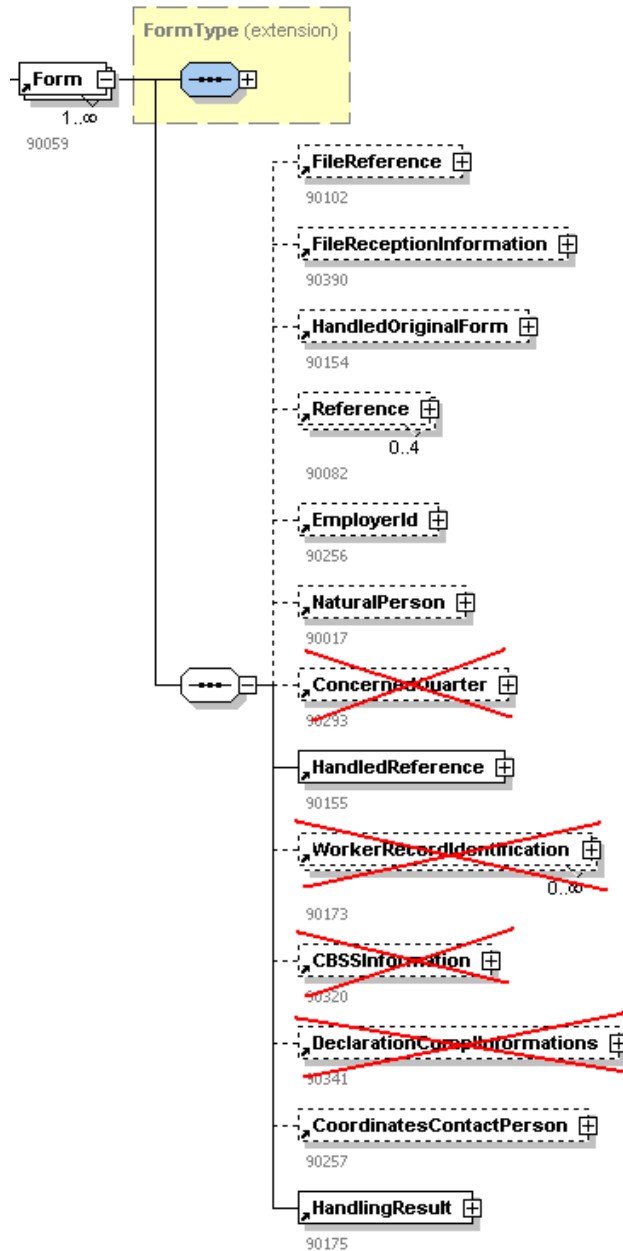 FormType (extension)
Form
1..∞
90059
FileReference
90102
FileReceptionInformation
90390
HandledOriginalForm
90154
Reference
0..4
90082
EmployerId
90256
NaturalPerson
90017
ConcernedQuarter
90293
HandledReference
90155
WorkerRecordIdentification
0..∞
90173
CBSSInformation
90320
DeclarationComplInformations
90341
CoordinatesContactPerson
90257
HandlingResult
90175